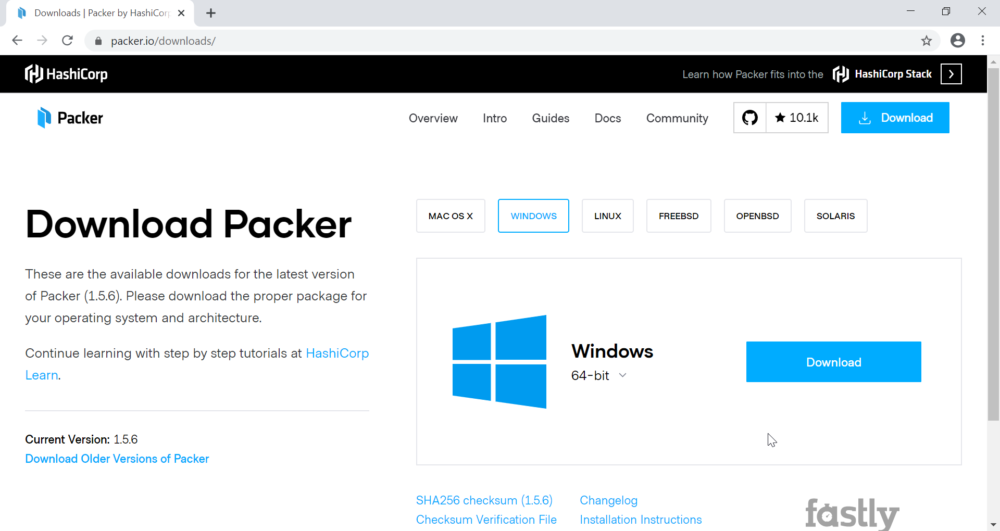 Downloads | Packer by HashiCorp
packer.io/downloads/
HashiCorp
Learn how Packer fits into the
HashiCorp Stack
Packer
Overview
Intro
Guides
Docs
Community
10.1k
Download
Download Packer
These are the available downloads for the latest version
of Packer (1.5.6). Please download the proper package for
your operating system and architecture.
Continue learning with step by step tutorials at HashiCorp
Learn.
Current Version: 1.5.6
Download Older Versions of Packer
MAC OS X
WINDOWS
LINUX
FREEBSD
OPENBSD
SOLARIS
Windows
64-bit
Download
SHA256 checksum (1.5.6)
Changelog
Checksum Verification File
Installation Instructions
fastly